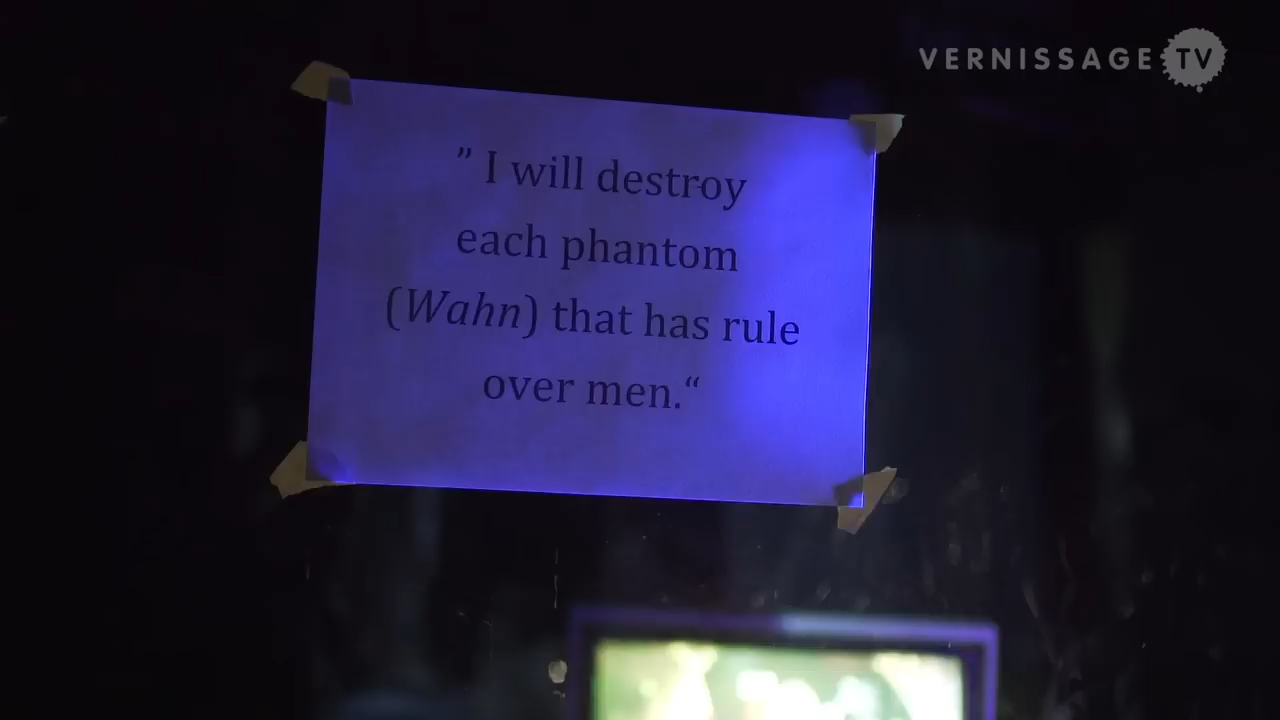 VERNISSAGE TV
” I will destroy
each phantom
(Wahn) that has rule
over men.“